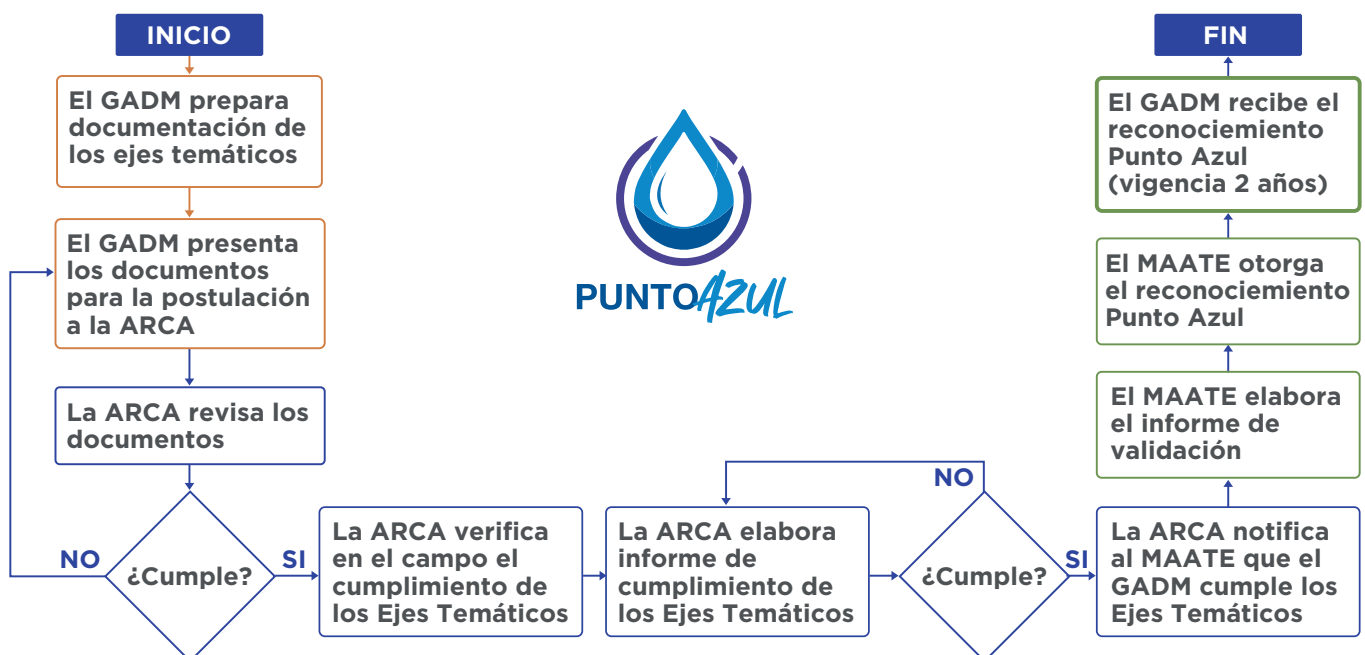 INICIO
El GADM prepara
documentación de
los ejes temáticos
El GADM presenta
los documentos
para la postulación
a la ARCA
La ARCA revisa los
documentos
NO
¿Cumple?
SI
La ARCA verifica
en el campo el
cumplimiento de
los Ejes Temáticos
La ARCA elabora
informe de
cumplimiento de
los Ejes Temáticos
NO
¿Cumple?
SI
La ARCA notifica
al MAATE que el
GADM cumple los
Ejes Temáticos
El MAATE elabora
el informe de
validación
El MAATE otorga
el reconociemiento
Punto Azul
El GADM recibe el
reconociemiento
Punto Azul
(vigencia 2 años)
FIN
PUNTO AZUL